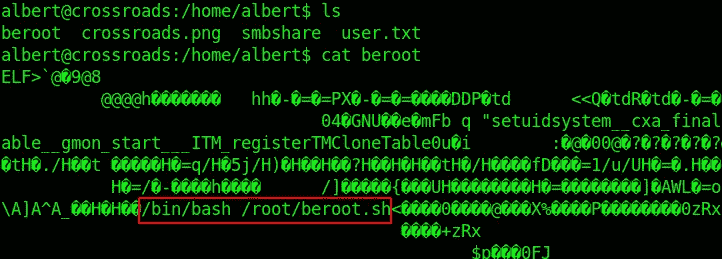 albert@crossroads:/home/albert$ ls
beroot crossroads.png smbshare user.txt
albert@crossroads:/home/albert$ cat beroot
ELF>`@�9@8
@@@@h�������� hh�-�=�=PX�-�=�=�����DDP�td <<Q�tdR�td�-�=�
04�GNU��e�mFb q "setuidsystem__cxa_final
able__gmon_start___ITM_registerTMCloneTable0u�i :�@�00@�?�?�?�?�?�
�tH�./H��t �����H�=q/H�5j/H)�H��H��?H��H�H��tH�/H����fD���=1/u/UH�=�.H��
H�=/�-����h���� /]�����{���UH���������H�=���������]�AWL�=o
\A]A^A_��H�H��/bin/bash /root/beroot.sh<����0����@���X%����P��������0zRx
����+zRx
$p���0FJ